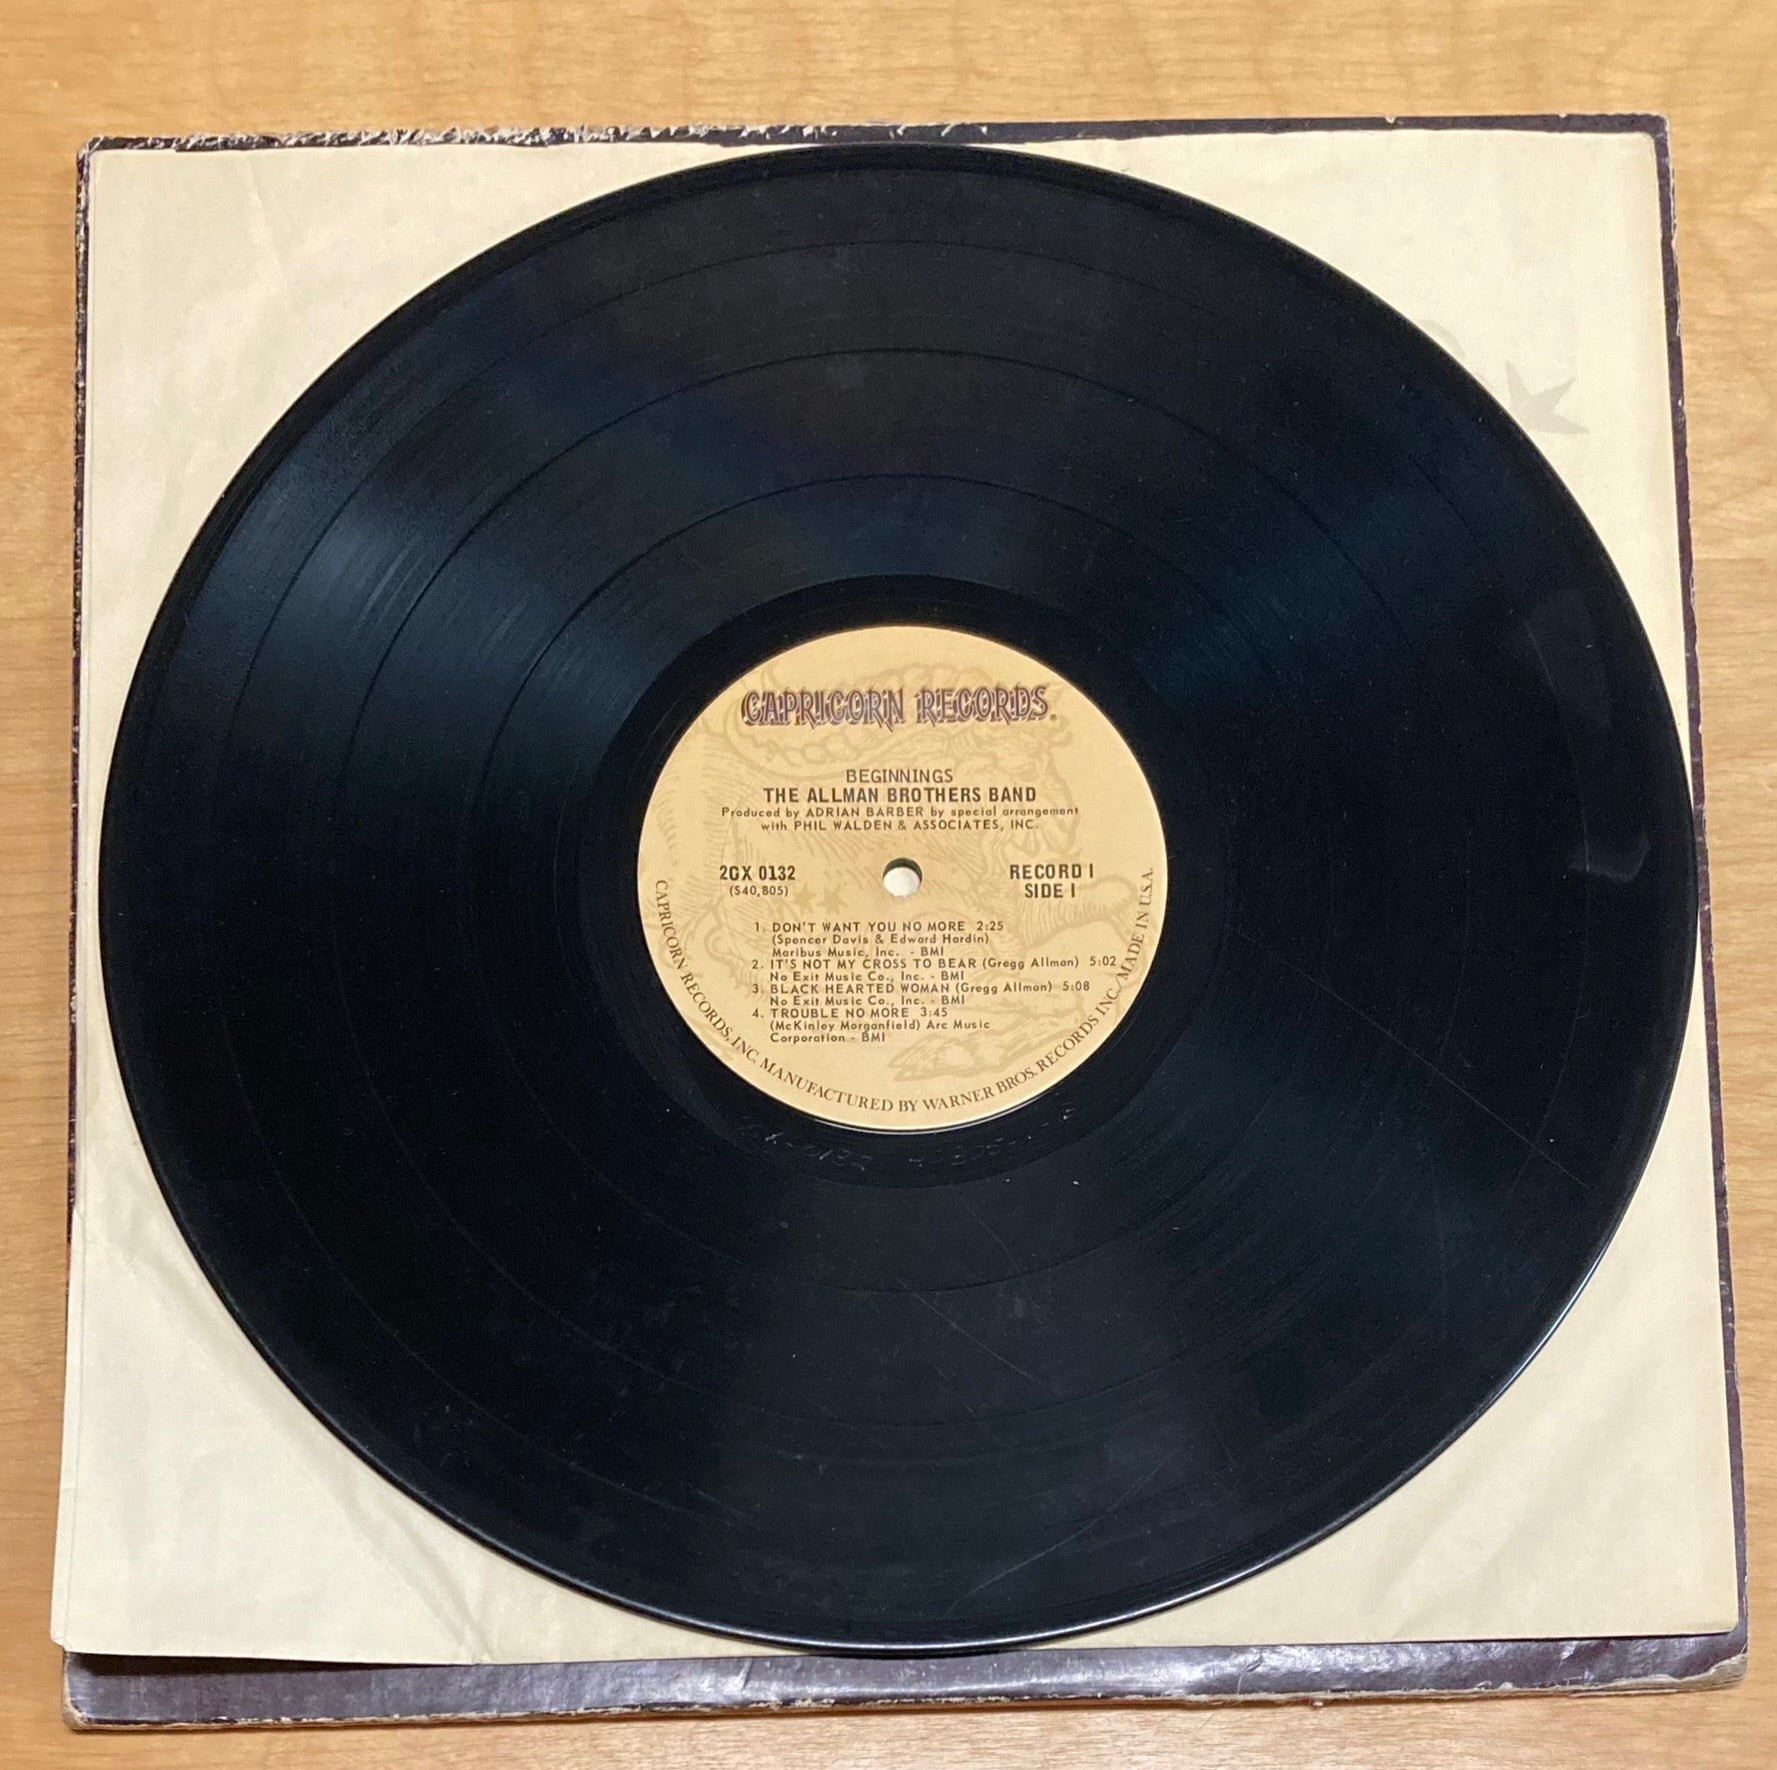 CAPRICORN RECORDS.
BEGINNINGS
THE ALLMAN BROTHERS BAND
Produced by ADRIAN BARBER by special arrangement
with PHIL WALDEN & ASSOCIATES, INC.
2CX 0132
(S40,805)
RECORD 1
SIDE 1
1. DON'T WANT YOU NO MORE 2:25
(Spencer Davis & Edward Hardin)
Maribus Music, Inc. - BMI
2. IT'S NOT MY CROSS TO BEAR (Gregg Allman) 5:02
No Exit Music Co., Inc. - BMI
3. BLACK HEARTED WOMAN (Gregg Allman) 5:08
No Exit Music Co., Inc. - BMI
4. TROUBLE NO MORE 3:45
(McKinley Morganfield) Arc Music
Corporation - BMI
CAPRICORN RECORDS, INC. MANUFACTURED BY WARNER BROS. RECORDS INC./MADE IN U.S.A.